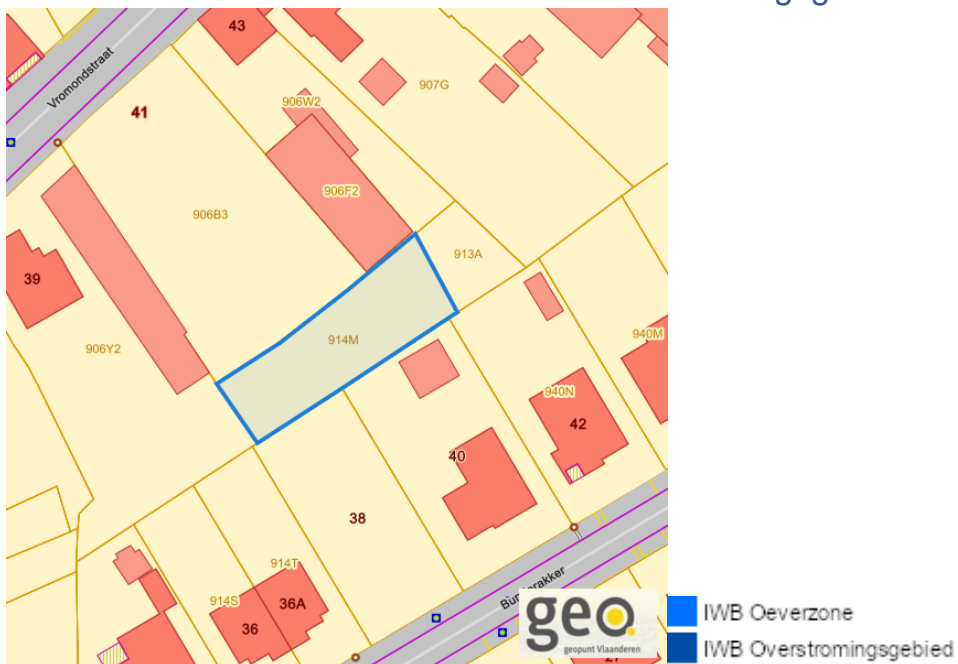 43
Vromondstraat
907G
906W2
41
906F2
906B3
913A
39
914M
940M
906Y2
940N
42
40
38
914T
914S
36A
36
geo
geopunt Vlaanderen
IWB Oeverzone
IWB Overstromingsgebied